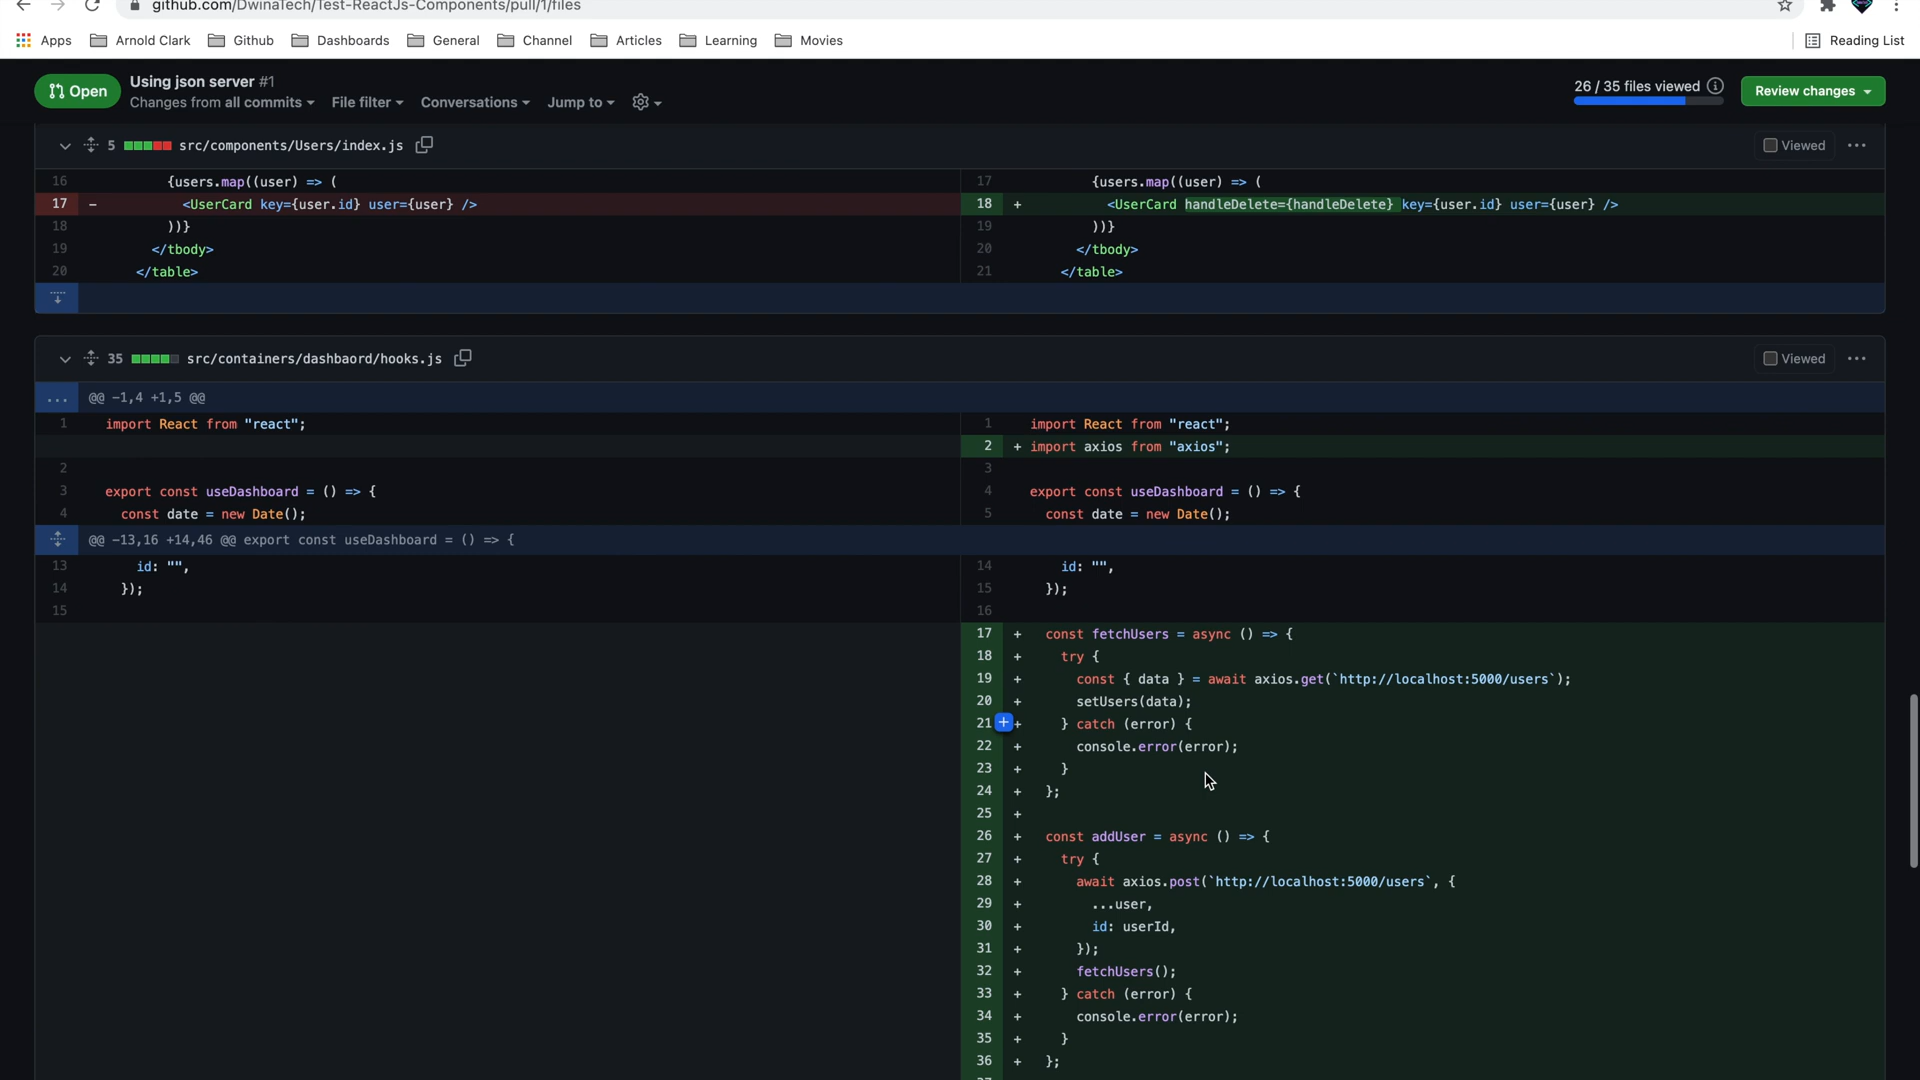 github.com/DwinaTech/Test-ReactJs-Components/pull/1/files
Apps Arnold Clark Github Dashboards General Channel Articles Learning Movies Reading List
Open Using json server #1
Changes from all commits File filter Conversations Jump to
26 / 35 files viewed Review changes
5 src/components/Users/index.js Viewed
16 {users.map((user) => ( 17 {users.map((user) => (
17 - <UserCard key={user.id} user={user} /> 18 + <UserCard handleDelete={handleDelete} key={user.id} user={user} />
18 ))} 19 ))}
19 </tbody> 20 </tbody>
20 </table> 21 </table>
35 src/containers/dashbaord/hooks.js Viewed
... @@ -1,4 +1,5 @@
1 import React from "react"; 1 import React from "react";
2 + import axios from "axios";
2 3
3 export const useDashboard = () => { 4 export const useDashboard = () => {
4 const date = new Date(); 5 const date = new Date();
@@ -13,16 +14,46 @@ export const useDashboard = () => {
13 id: "", 14 id: "",
14 }); 15 });
15 16
17 + const fetchUsers = async () => {
18 + try {
19 + const { data } = await axios.get(`http://localhost:5000/users`);
20 + setUsers(data);
21 + } catch (error) {
22 + console.error(error);
23 + }
24 + };
25 +
26 + const addUser = async () => {
27 + try {
28 + await axios.post(`http://localhost:5000/users`, {
29 + ...user,
30 + id: userId,
31 + });
32 + fetchUsers();
33 + } catch (error) {
34 + console.error(error);
35 + }
36 + };